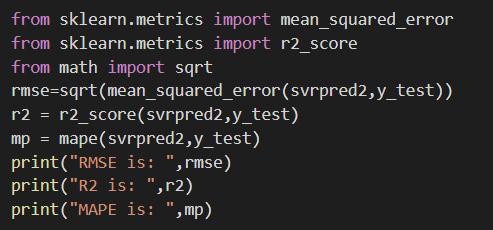 from sklearn.metrics import mean_squared_error
from sklearn.metrics import r2_score
from math import sqrt
rmse=sqrt(mean_squared_error(svrpred2,y_test))
r2 = r2_score(svrpred2,y_test)
mp = mape(svrpred2,y_test)
print("RMSE is: ",rmse)
print("R2 is: ",r2)
print("MAPE is: ",mp)